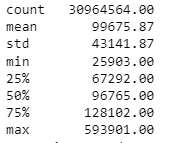 count 30964564.00
mean 99675.87
std 43141.87
min 25903.00
25% 67292.00
50% 96765.00
75% 128102.00
max 593901.00